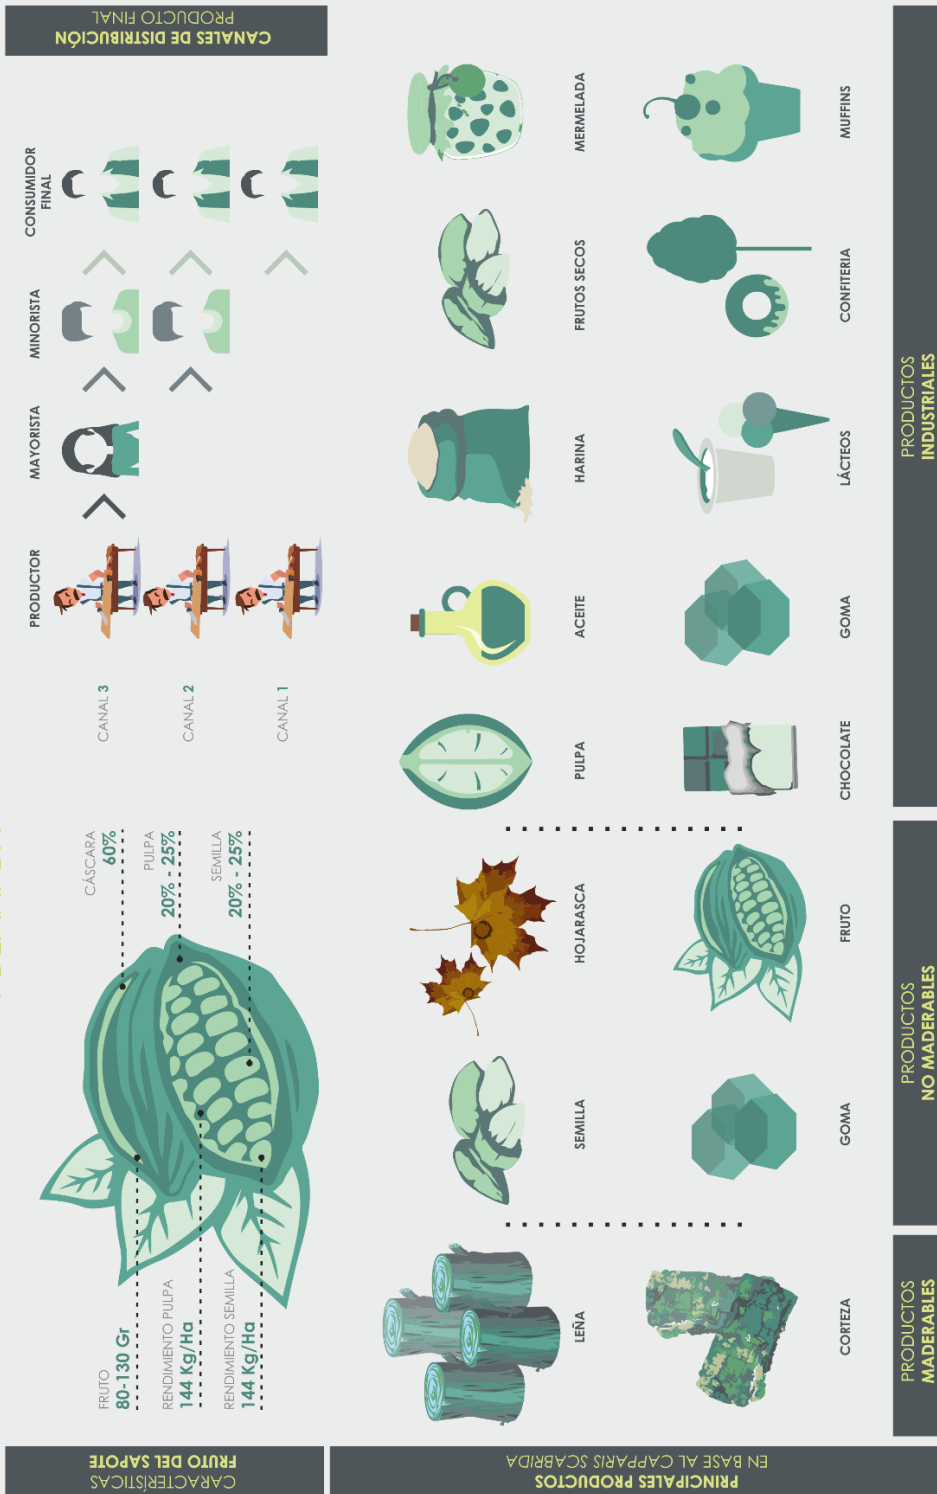 CARACTERÍSTICAS
FRUTO DEL SAPOTE
FRUTO
80-130 Gr
RENDIMIENTO PULPA
144 Kg/Ha
RENDIMIENTO SEMILLA
144 Kg/Ha
CÁSCARA
60%
PULPA
20% - 25%
SEMILLA
20% - 25%
CANALES DE DISTRIBUCIÓN
PRODUCTO FINAL
PRODUCTOR
MAYORISTA
MINORISTA
CONSUMIDOR
FINAL
CANAL 3
CANAL 2
CANAL 1
PRINCIPALES PRODUCTOS
EN BASE AL CAPPARIS SCABRIDA
LEÑA
SEMILLA
HOJARASCA
PULPA
ACEITE
HARINA
FRUTOS SECOS
MERMELADA
CORTEZA
GOMA
FRUTO
CHOCOLATE
GOMA
LÁCTEOS
CONFITERIA
MUFFINS
PRODUCTOS
MADERABLES
PRODUCTOS
NO MADERABLES
PRODUCTOS
INDUSTRIALES